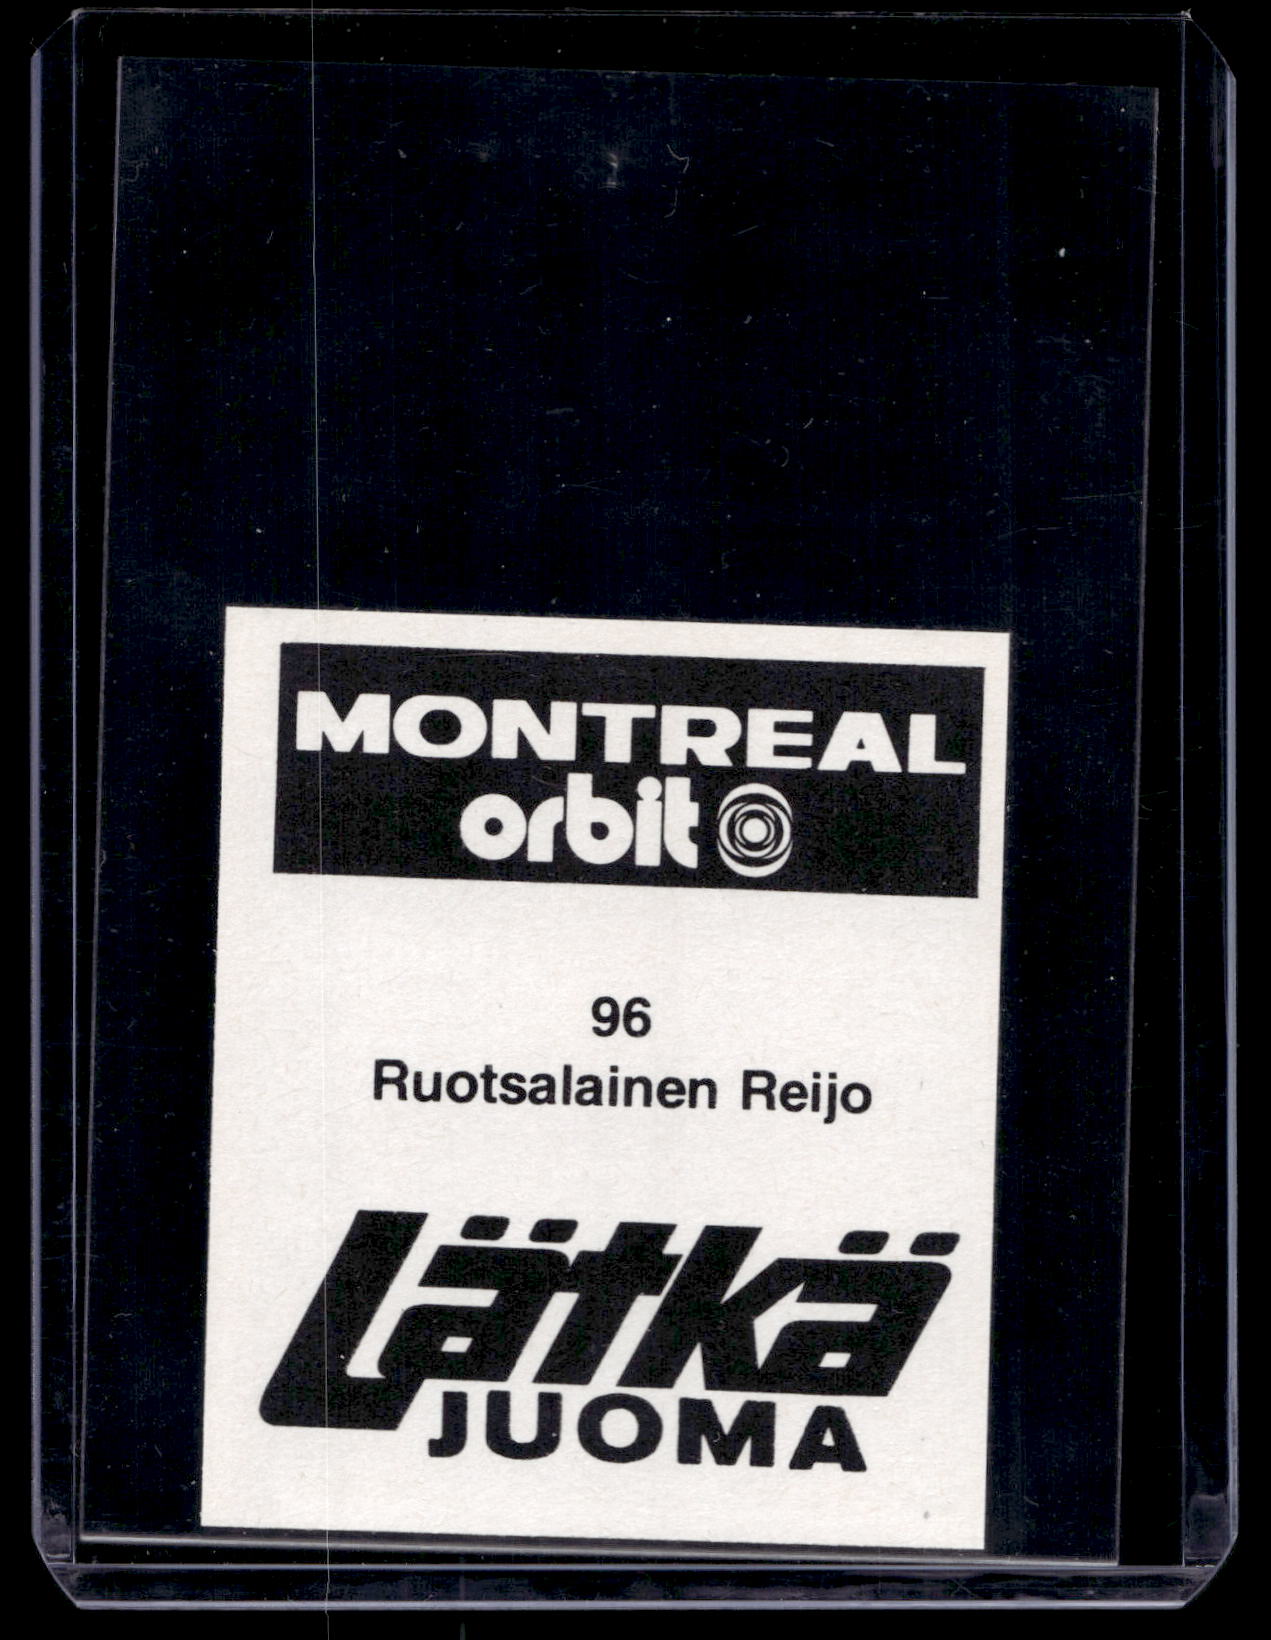 MONTREAL
orbit
96
Ruotsalainen Reijo
Lätkä
JUOMA